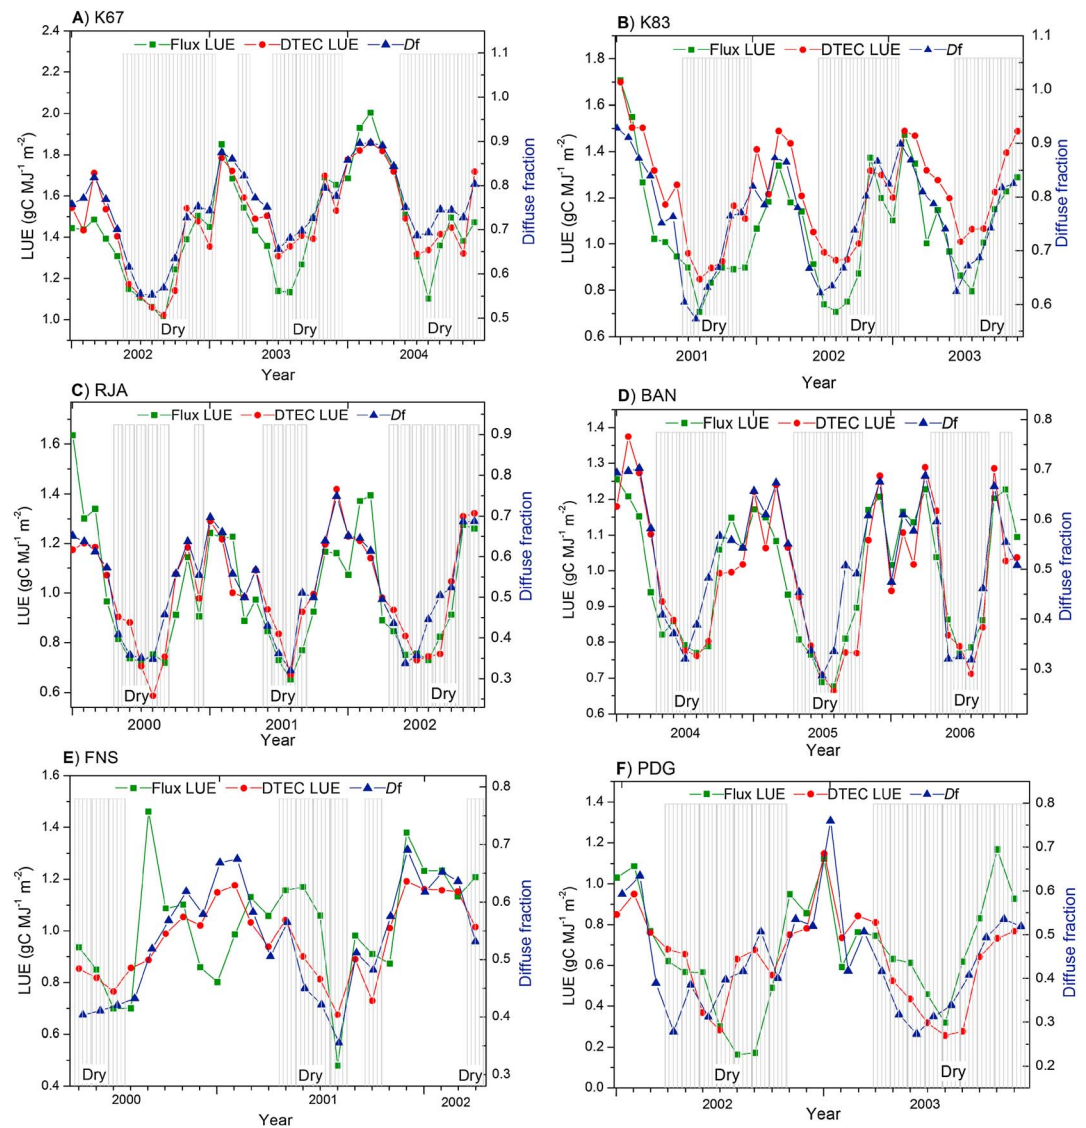 A) K67
Flux LUE DTEC LUE Df
2.4
2.2
2.0
1.8
1.6
1.4
1.2
1.0
LUE (gC MJ⁻¹ m⁻²)
1.1
1.0
0.9
0.8
0.7
0.6
0.5
Diffuse fraction
Dry Dry Dry
2002 2003 2004
Year
B) K83
Flux LUE DTEC LUE Df
1.8
1.6
1.4
1.2
1.0
0.8
0.6
LUE (gC MJ⁻¹ m⁻²)
1.1
1.0
0.9
0.8
0.7
0.6
Diffuse fraction
Dry Dry Dry
2001 2002 2003
Year
C) RJA
Flux LUE DTEC LUE Df
1.6
1.4
1.2
1.0
0.8
0.6
LUE (gC MJ⁻¹ m⁻²)
0.9
0.8
0.7
0.6
0.5
0.4
0.3
Diffuse fraction
Dry Dry Dry
2000 2001 2002
Year
D) BAN
Flux LUE DTEC LUE Df
1.4
1.3
1.2
1.1
1.0
0.9
0.8
0.7
0.6
LUE (gC MJ⁻¹ m⁻²)
0.8
0.7
0.6
0.5
0.4
0.3
Diffuse fraction
Dry Dry Dry
2004 2005 2006
Year
E) FNS
Flux LUE DTEC LUE Df
1.6
1.4
1.2
1.0
0.8
0.6
0.4
LUE (gC MJ⁻¹ m⁻²)
0.8
0.7
0.6
0.5
0.4
0.3
Diffuse fraction
Dry Dry Dry
2000 2001 2002
Year
F) PDG
Flux LUE DTEC LUE Df
1.4
1.2
1.0
0.8
0.6
0.4
0.2
0.0
LUE (gC MJ⁻¹ m⁻²)
0.8
0.7
0.6
0.5
0.4
0.3
0.2
Diffuse fraction
Dry Dry
2002 2003
Year